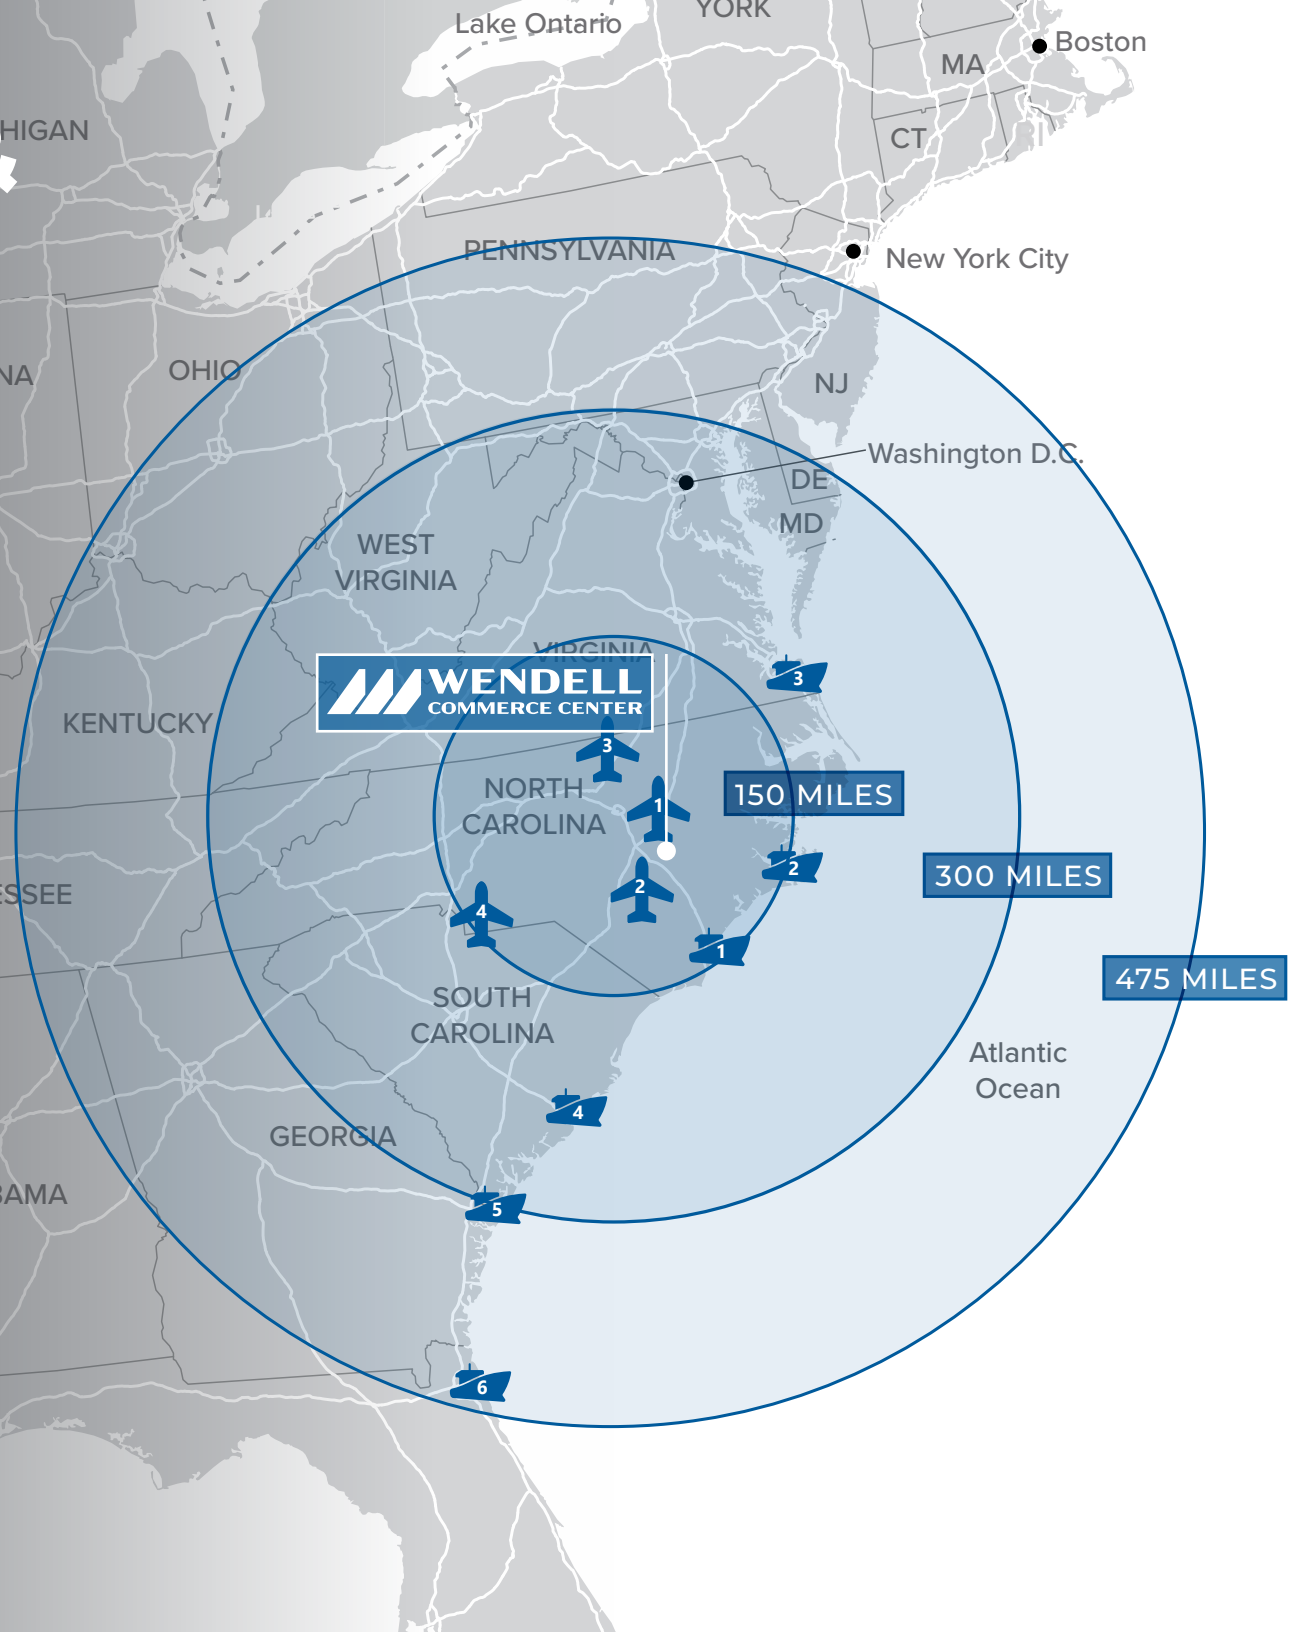 Lake Ontario
YORK
Boston
MA
HIGAN
CT
PENNSYLVANIA
New York City
OHIO
NA
NJ
Washington D.C.
DE
MD
WEST
VIRGINIA
VIRGINIA
WENDELL
COMMERCE CENTER
3
KENTUCKY
3
NORTH
CAROLINA
1
150 MILES
2
300 MILES
2
ESSEE
4
1
475 MILES
SOUTH
CAROLINA
Atlantic
Ocean
4
GEORGIA
BAMA
5
6